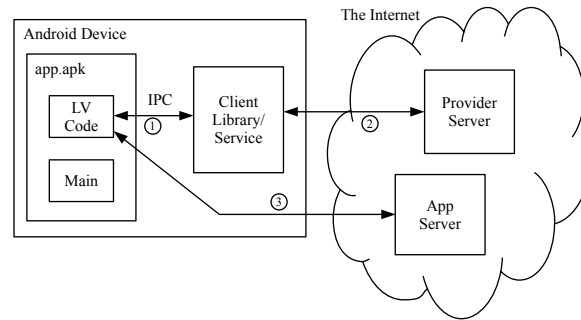 The Internet
Android Device
app.apk
LV
Code
IPC
1
Client
Library/
Service
2
Provider
Server
Main
3
App
Server